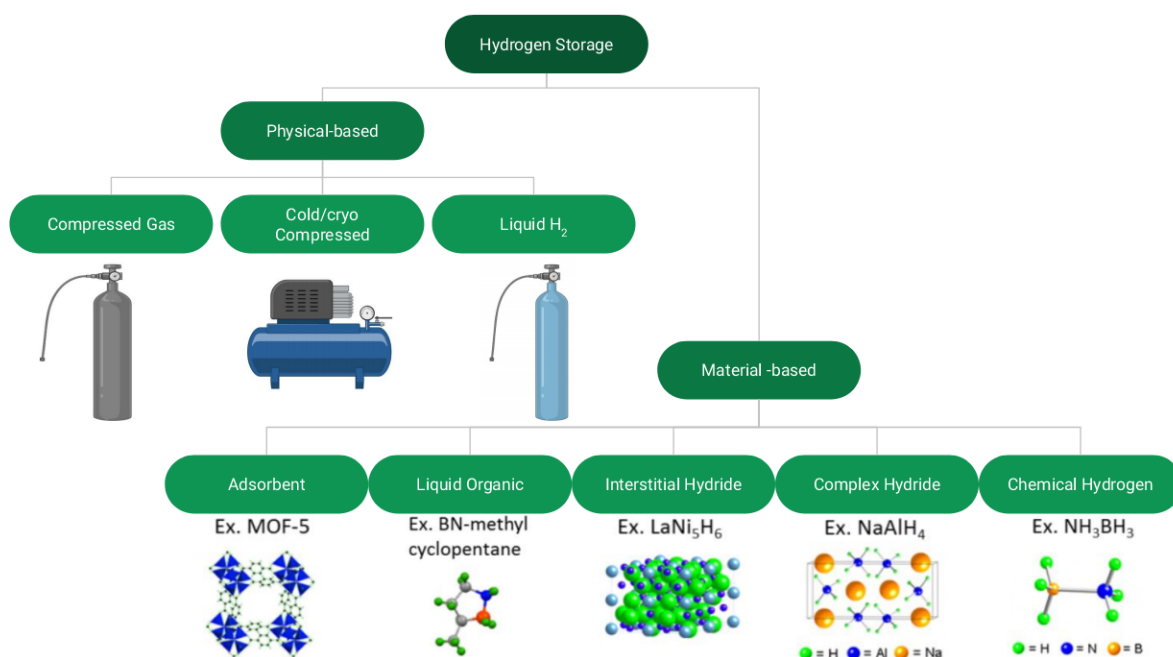 Hydrogen Storage
Physical-based
Compressed Gas
Cold/cryo
Compressed
Liquid H₂
Material -based
Adsorbent
Liquid Organic
Interstitial Hydride
Complex Hydride
Chemical Hydrogen
Ex. MOF-5
Ex. BN-methyl
cyclopentane
Ex. LaNi₅H₆
Ex. NaAlH₄
Ex. NH₃BH₃
= H = Al = Na
= H = N = B